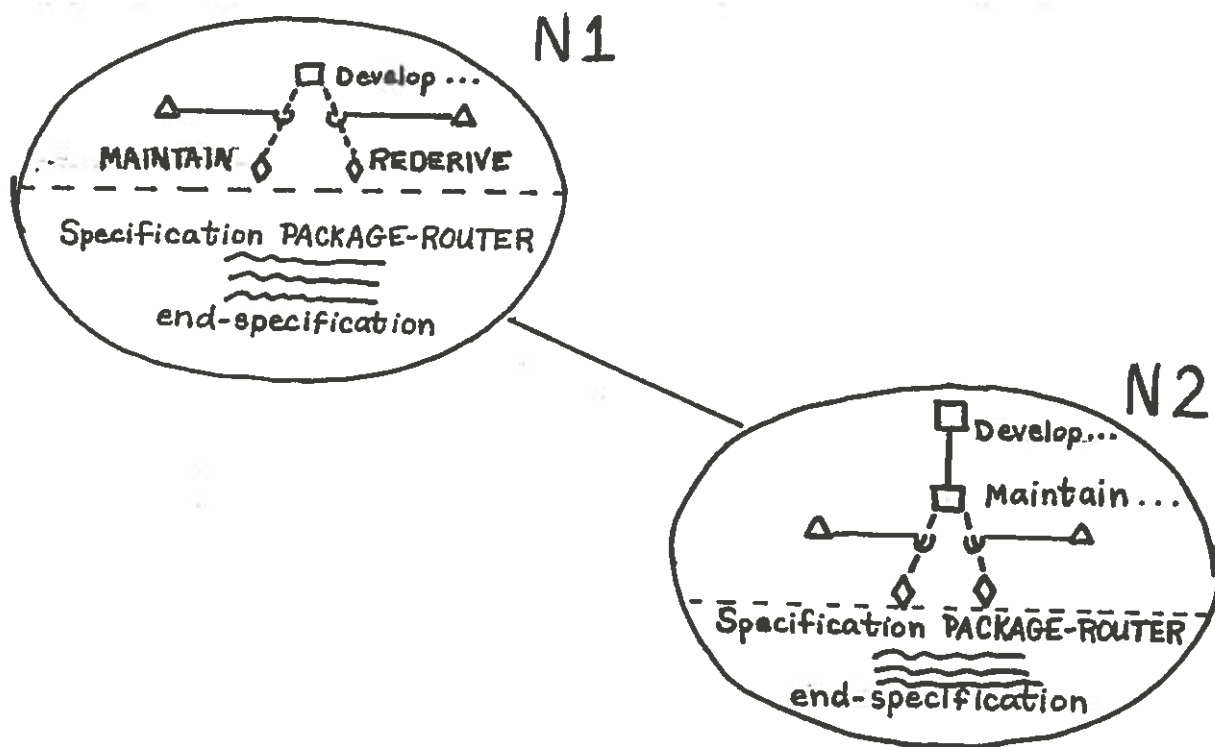 N1
Develop ...
MAINTAIN REDERIVE
Specification PACKAGE-ROUTER
end-specification
N2
Develop...
Maintain ...
Specification PACKAGE-ROUTER
end-specification